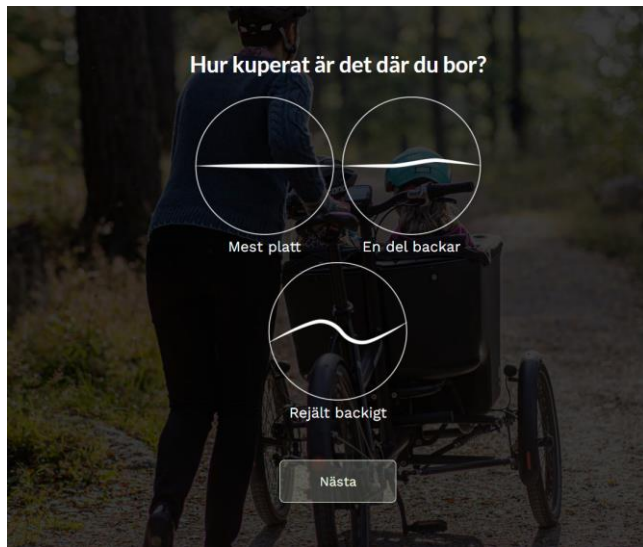 Hur kuperat är det där du bor?
Mest platt
En del backar
Rejält backigt
Nästa